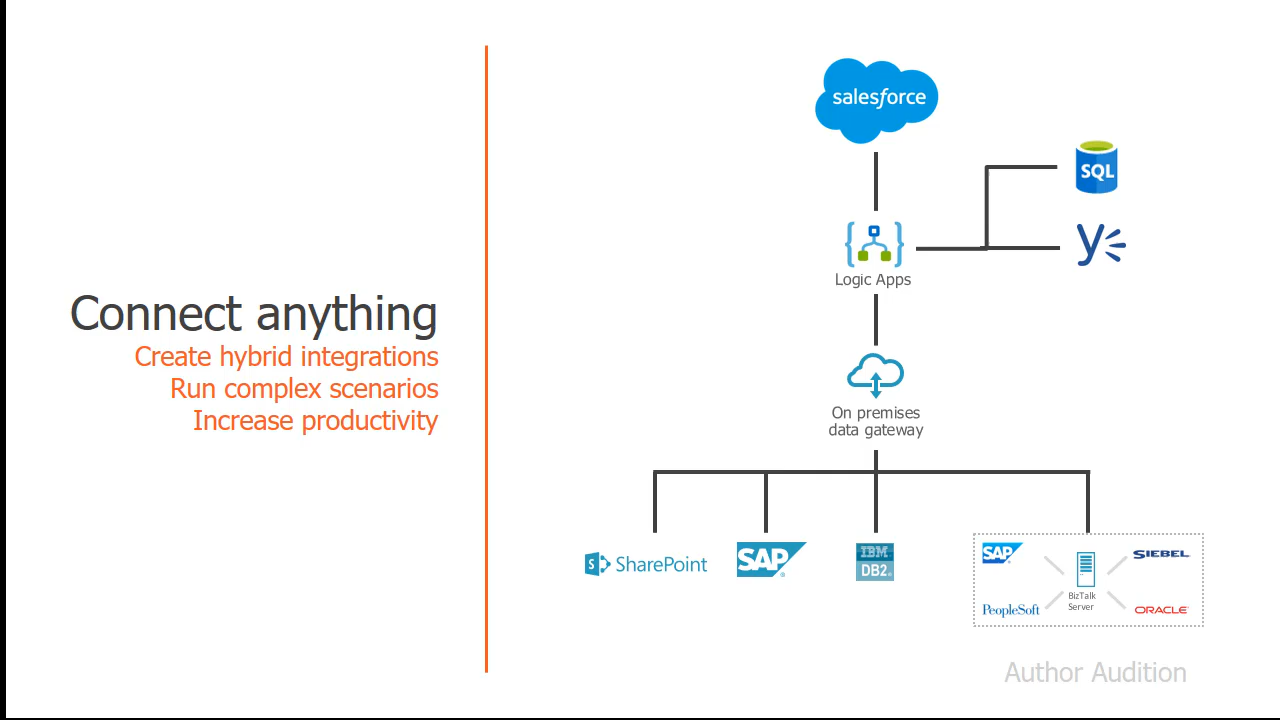 Connect anything
Create hybrid integrations
Run complex scenarios
Increase productivity
salesforce
SQL
Logic Apps
On premises
data gateway
S SharePoint
SAP
IBM
DB2
SAP
SIEBEL
BizTalk
Server
PeopleSoft
ORACLE
Author Audition